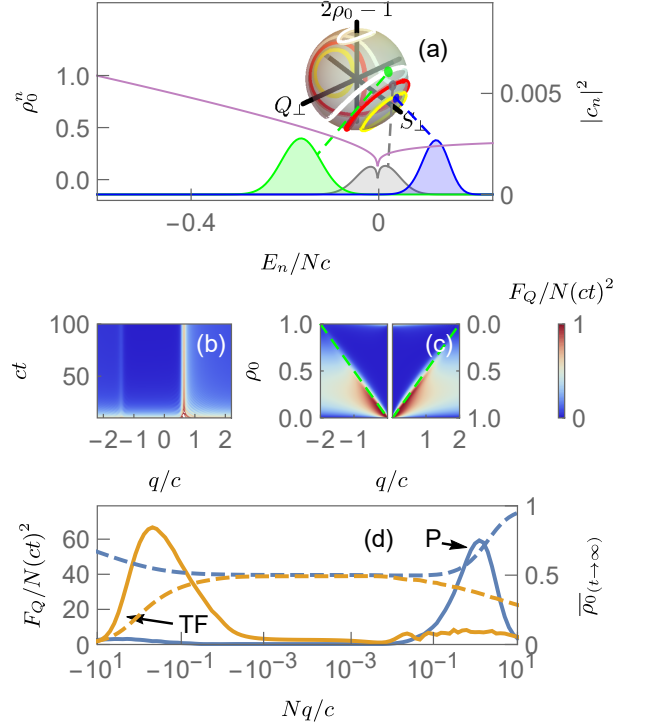 2ρ₀ − 1
(a)
ρ₀ⁿ
1.0
0.5
0.0
Q⊥
S⊥
0.005
0
|cₙ|²
−0.4
0
Eₙ/Nc
F_Q/N(ct)²
ct
100
50
(b)
−2−1 0 1 2
q/c
ρ₀
1.0
0.5
0.0
(c)
0.0
0.5
1.0
−2−1
1 2
q/c
1
0
F_Q/N(ct)²
60
40
20
0
(d)
P
TF
1
0.5
0
ρ̅₀(t→∞)
−10¹ −10⁻¹ −10⁻³ 10⁻³ 10⁻¹ 10¹
Nq/c